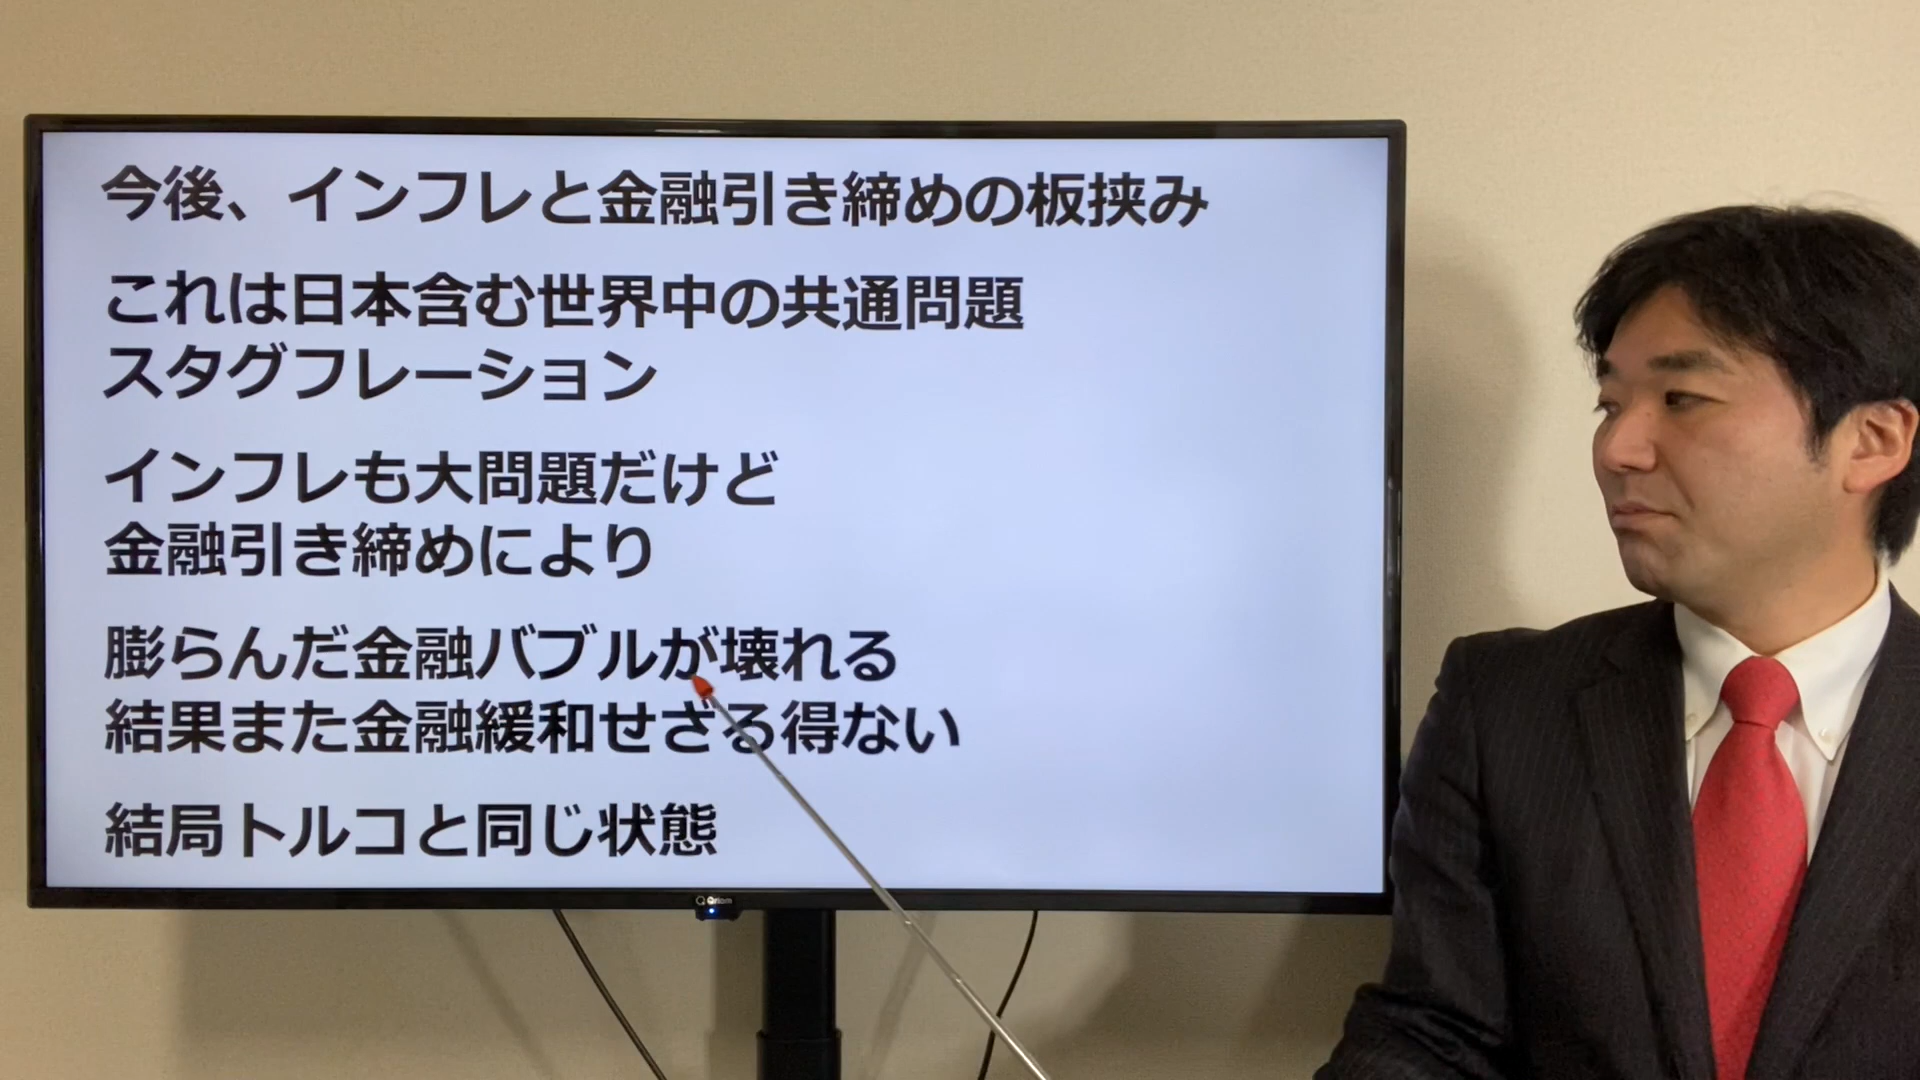 今後、インフレと金融引き締めの板挟み
これは日本含む世界中の共通問題
スタグフレーション
インフレも大問題だけど
金融引き締めにより
膨らんだ金融バブルが壊れる
結果また金融緩和せざる得ない
結局トルコと同じ状態
Qriom